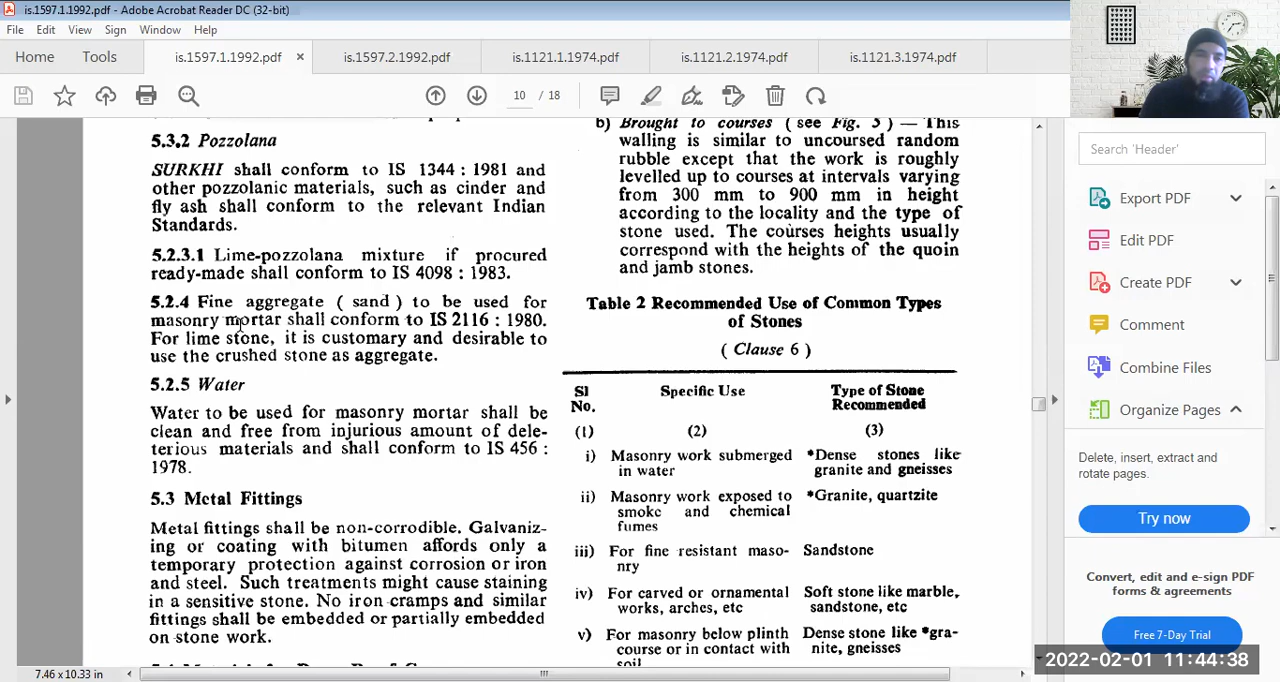 is.1597.1.1992.pdf - Adobe Acrobat Reader DC (32-bit)
File Edit View Sign Window Help
Home Tools is.1597.1.1992.pdf × is.1597.2.1992.pdf is.1121.1.1974.pdf is.1121.2.1974.pdf is.1121.3.1974.pdf
10 / 18
5.3.2 Pozzolana
SURKHI shall conform to IS 1344 : 1981 and
other pozzolanic materials, such as cinder and
fly ash shall conform to the relevant Indian
Standards.
5.2.3.1 Lime-pozzolana mixture if procured
ready-made shall conform to IS 4098 : 1983.
5.2.4 Fine aggregate ( sand ) to be used for
masonry mortar shall conform to IS 2116 : 1980.
For lime stone, it is customary and desirable to
use the crushed stone as aggregate.
5.2.5 Water
Water to be used for masonry mortar shall be
clean and free from injurious amount of dele-
terious materials and shall conform to IS 456 :
1978.
5.3 Metal Fittings
Metal fittings shall be non-corrodible. Galvaniz-
ing or coating with bitumen affords only a
temporary protection against corrosion or iron
and steel. Such treatments might cause staining
in a sensitive stone. No iron cramps and similar
fittings shall be embedded or partially embedded
on stone work.
b) Brought to courses ( see Fig. 3 ) — This
walling is similar to uncoursed random
rubble except that the work is roughly
levelled up to courses at intervals varying
from 300 mm to 900 mm in height
according to the locality and the type of
stone used. The courses heights usually
correspond with the heights of the quoin
and jamb stones.
Table 2 Recommended Use of Common Types
of Stones
( Clause 6 )
Sl Specific Use Type of Stone
No. Recommended
(1) (2) (3)
i) Masonry work submerged *Dense stones like
in water granite and gneisses
ii) Masonry work exposed to *Granite, quartzite
smoke and chemical
fumes
iii) For fine resistant maso- Sandstone
nry
iv) For carved or ornamental Soft stone like marble,
works, arches, etc sandstone, etc
v) For masonry below plinth Dense stone like *gra-
course or in contact with nite, gneisses
soil
Search 'Header'
Export PDF
Edit PDF
Create PDF
Comment
Combine Files
Organize Pages
Delete, insert, extract and
rotate pages.
Try now
Convert, edit and e-sign PDF
forms & agreements
Free 7-Day Trial
7.46 x 10.33 in
2022-02-01 11:44:38